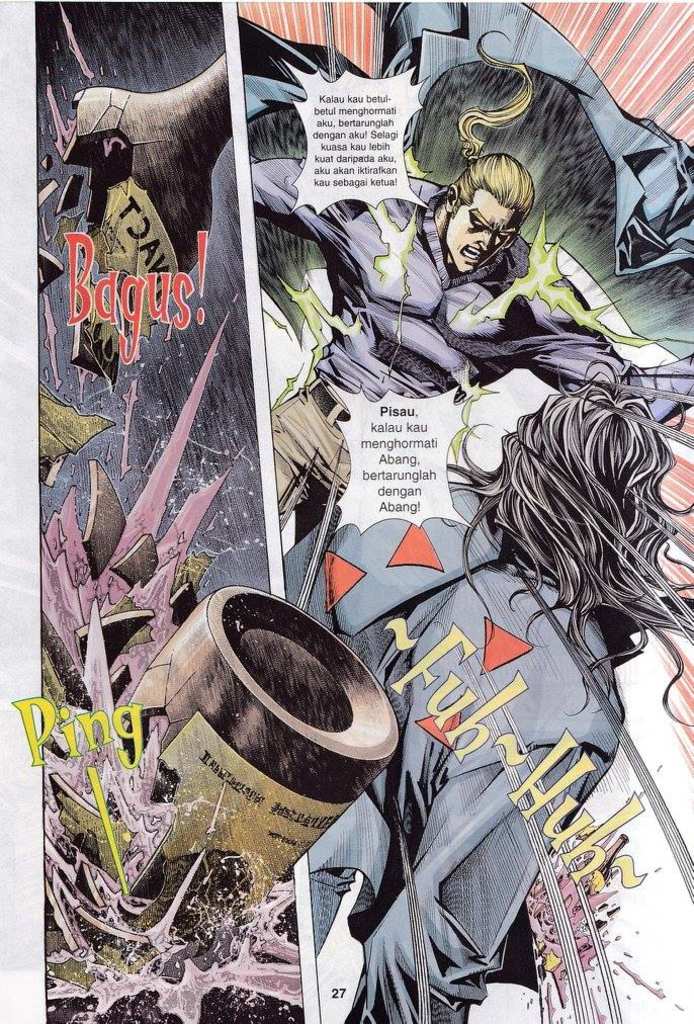 Kalau kau betul-
betul menghormati
aku, bertarunglah
dengan aku! Selagi
kuasa kau lebih
kuat daripada aku,
aku akan iktirafkan
kau sebagai ketua!
Bagus!
Pisau,
kalau kau
menghormati
Abang,
bertarunglah
dengan
Abang!
~Fuh~Huh~
Ping
27